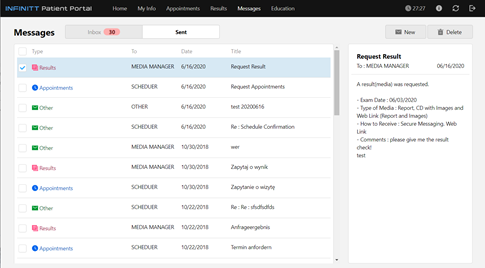 INFINITT Patient Portal Home My Info Appointments Results Messages Education 27:27
Messages Inbox 30 Sent New Delete
Type To Date Title
Results MEDIA MANAGER 6/16/2020 Request Result
Appointments SCHEDUER 6/16/2020 Request Appointments
Other OTHER 6/16/2020 test 20200616
Other SCHEDUER 6/16/2020 Re : Schedule Confirmation
Other MEDIA MANAGER 10/30/2018 wer
Results MEDIA MANAGER 10/30/2018 Zapytaj o wynik
Appointments SCHEDUER 10/30/2018 Zapytanie o wizytę
Other SCHEDUER 10/22/2018 Re : Re : sfsdfsdfds
Results MEDIA MANAGER 10/22/2018 Anfrageergebnis
Appointments SCHEDUER 10/22/2018 Termin anfordern
Request Result
To : MEDIA MANAGER 06/16/2020
A result(media) was requested.
- Exam Date : 06/03/2020
- Type of Media : Report, CD with Images and
Web Link (Report and Images)
- How to Receive : Secure Messaging, Web
Link
- Comments : please give me the result
check!
test